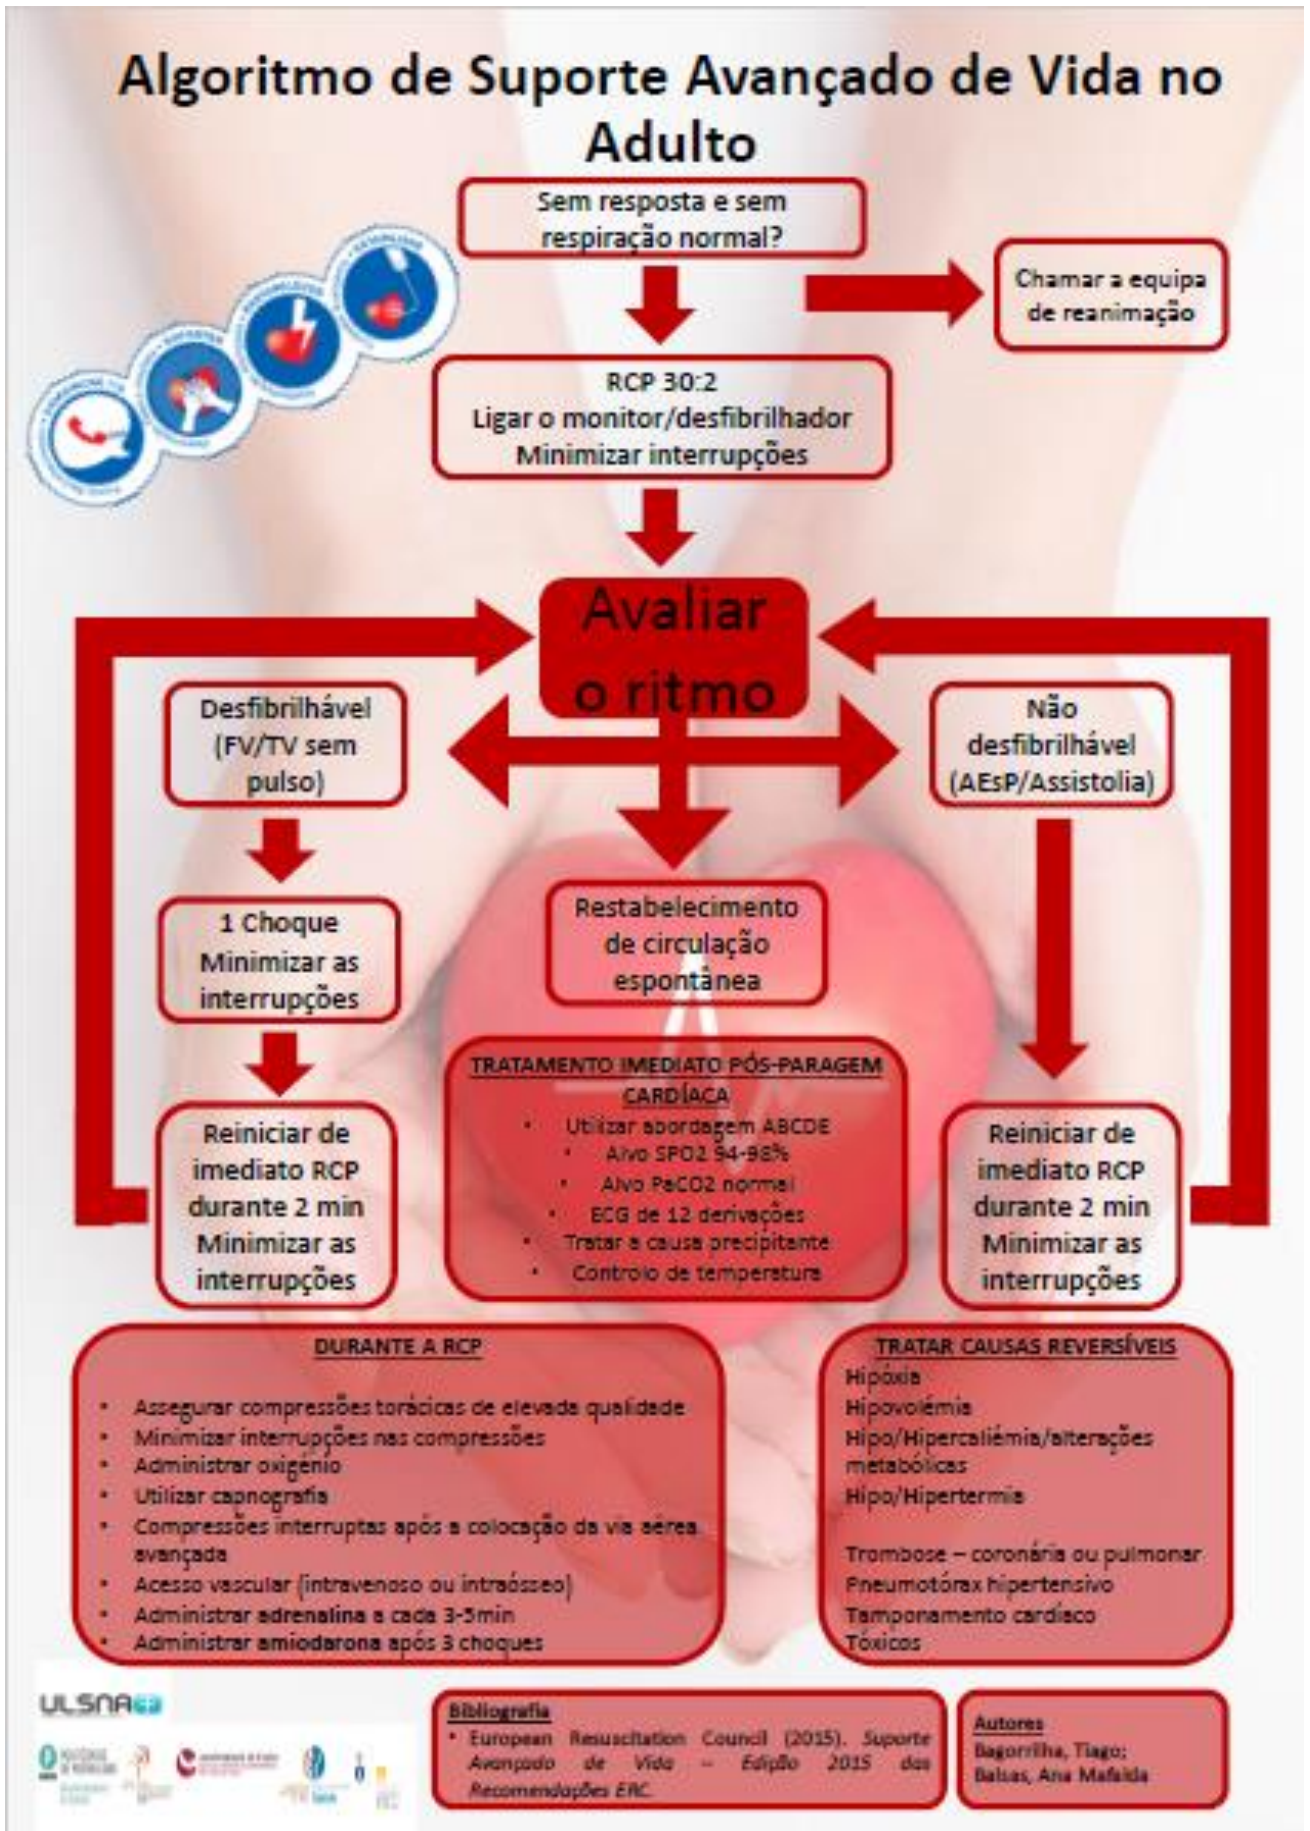 Algoritmo de Suporte Avançado de Vida no
Adulto
Sem resposta e sem
respiração normal?
Chamar a equipa
de reanimação
RCP 30:2
Ligar o monitor/desfibrilhador
Minimizar interrupções
Avaliar
o ritmo
Desfibrilhável
(FV/TV sem
pulso)
Não
desfibrilhável
(AEsP/Assistolia)
1 Choque
Minimizar as
interrupções
Restabelecimento
de circulação
espontânea
Reiniciar de
imediato RCP
durante 2 min
Minimizar as
interrupções
TRATAMENTO IMEDIATO PÓS-PARAGEM
CARDÍACA
• Utilizar abordagem ABCDE
• Alvo SPO2 94-98%
• Alvo PaCO2 normal
• ECG de 12 derivações
• Tratar a causa precipitante
• Controlo de temperatura
Reiniciar de
imediato RCP
durante 2 min
Minimizar as
interrupções
DURANTE A RCP
• Assegurar compressões torácicas de elevada qualidade
• Minimizar interrupções nas compressões
• Administrar oxigénio
• Utilizar capnografia
• Compressões interruptas após a colocação da via aérea
avançada
• Acesso vascular (intravenoso ou intraósseo)
• Administrar adrenalina a cada 3-5min
• Administrar amiodarona após 3 choques
TRATAR CAUSAS REVERSÍVEIS
Hipóxia
Hipovolémia
Hipo/Hipercaliémia/alterações
metabólicas
Hipo/Hipertermia
Trombose – coronária ou pulmonar
Pneumotórax hipertensivo
Tamponamento cardíaco
Tóxicos
ULSNA
Bibliografia
• European Resuscitation Council (2015). Suporte
Avançado de Vida – Edição 2015 das
Recomendações ERC.
Autores
Bagorrilha, Tiago;
Balsas, Ana Mafalda